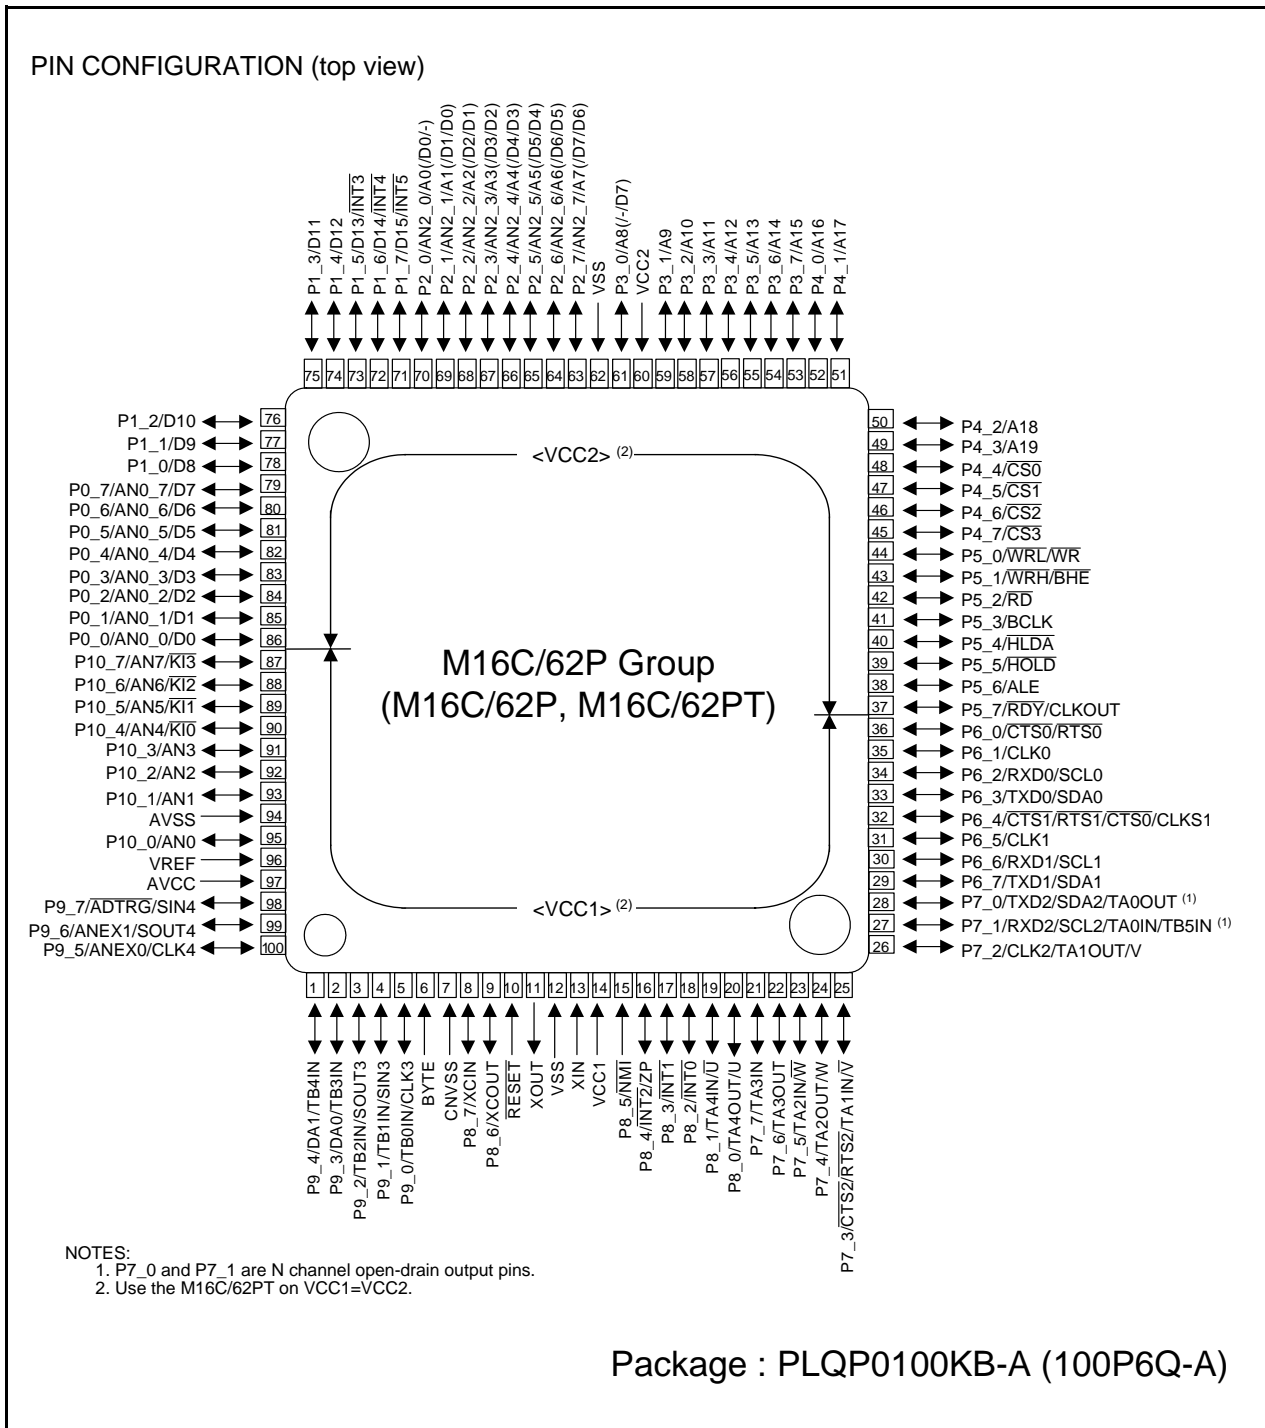 PIN CONFIGURATION (top view)
P1_3/D11
P1_4/D12
P1_5/D13/INT3
P1_6/D14/INT4
P1_7/D15/INT5
P2_0/AN2_0/A0(/D0/-)
P2_1/AN2_1/A1(/D1/D0)
P2_2/AN2_2/A2(/D2/D1)
P2_3/AN2_3/A3(/D3/D2)
P2_4/AN2_4/A4(/D4/D3)
P2_5/AN2_5/A5(/D5/D4)
P2_6/AN2_6/A6(/D6/D5)
P2_7/AN2_7/A7(/D7/D6)
VSS
P3_0/A8(/-/D7)
VCC2
P3_1/A9
P3_2/A10
P3_3/A11
P3_4/A12
P3_5/A13
P3_6/A14
P3_7/A15
P4_0/A16
P4_1/A17
75 74 73 72 71 70 69 68 67 66 65 64 63 62 61 60 59 58 57 56 55 54 53 52 51
P1_2/D10 76
P1_1/D9 77
P1_0/D8 78
P0_7/AN0_7/D7 79
P0_6/AN0_6/D6 80
P0_5/AN0_5/D5 81
P0_4/AN0_4/D4 82
P0_3/AN0_3/D3 83
P0_2/AN0_2/D2 84
P0_1/AN0_1/D1 85
P0_0/AN0_0/D0 86
P10_7/AN7/KI3 87
P10_6/AN6/KI2 88
P10_5/AN5/KI1 89
P10_4/AN4/KI0 90
P10_3/AN3 91
P10_2/AN2 92
P10_1/AN1 93
AVSS 94
P10_0/AN0 95
VREF 96
AVCC 97
P9_7/ADTRG/SIN4 98
P9_6/ANEX1/SOUT4 99
P9_5/ANEX0/CLK4 100
<VCC2> (2)
M16C/62P Group
(M16C/62P, M16C/62PT)
<VCC1> (2)
50 P4_2/A18
49 P4_3/A19
48 P4_4/CS0
47 P4_5/CS1
46 P4_6/CS2
45 P4_7/CS3
44 P5_0/WRL/WR
43 P5_1/WRH/BHE
42 P5_2/RD
41 P5_3/BCLK
40 P5_4/HLDA
39 P5_5/HOLD
38 P5_6/ALE
37 P5_7/RDY/CLKOUT
36 P6_0/CTS0/RTS0
35 P6_1/CLK0
34 P6_2/RXD0/SCL0
33 P6_3/TXD0/SDA0
32 P6_4/CTS1/RTS1/CTS0/CLKS1
31 P6_5/CLK1
30 P6_6/RXD1/SCL1
29 P6_7/TXD1/SDA1
28 P7_0/TXD2/SDA2/TA0OUT (1)
27 P7_1/RXD2/SCL2/TA0IN/TB5IN (1)
26 P7_2/CLK2/TA1OUT/V
1 2 3 4 5 6 7 8 9 10 11 12 13 14 15 16 17 18 19 20 21 22 23 24 25
P9_4/DA1/TB4IN
P9_3/DA0/TB3IN
P9_2/TB2IN/SOUT3
P9_1/TB1IN/SIN3
P9_0/TB0IN/CLK3
BYTE
CNVSS
P8_7/XCIN
P8_6/XCOUT
RESET
XOUT
VSS
XIN
VCC1
P8_5/NMI
P8_4/INT2/ZP
P8_3/INT1
P8_2/INT0
P8_1/TA4IN/U
P8_0/TA4OUT/U
P7_7/TA3IN
P7_6/TA3OUT
P7_5/TA2IN/W
P7_4/TA2OUT/W
P7_3/CTS2/RTS2/TA1IN/V
NOTES:
1. P7_0 and P7_1 are N channel open-drain output pins.
2. Use the M16C/62PT on VCC1=VCC2.
Package : PLQP0100KB-A (100P6Q-A)